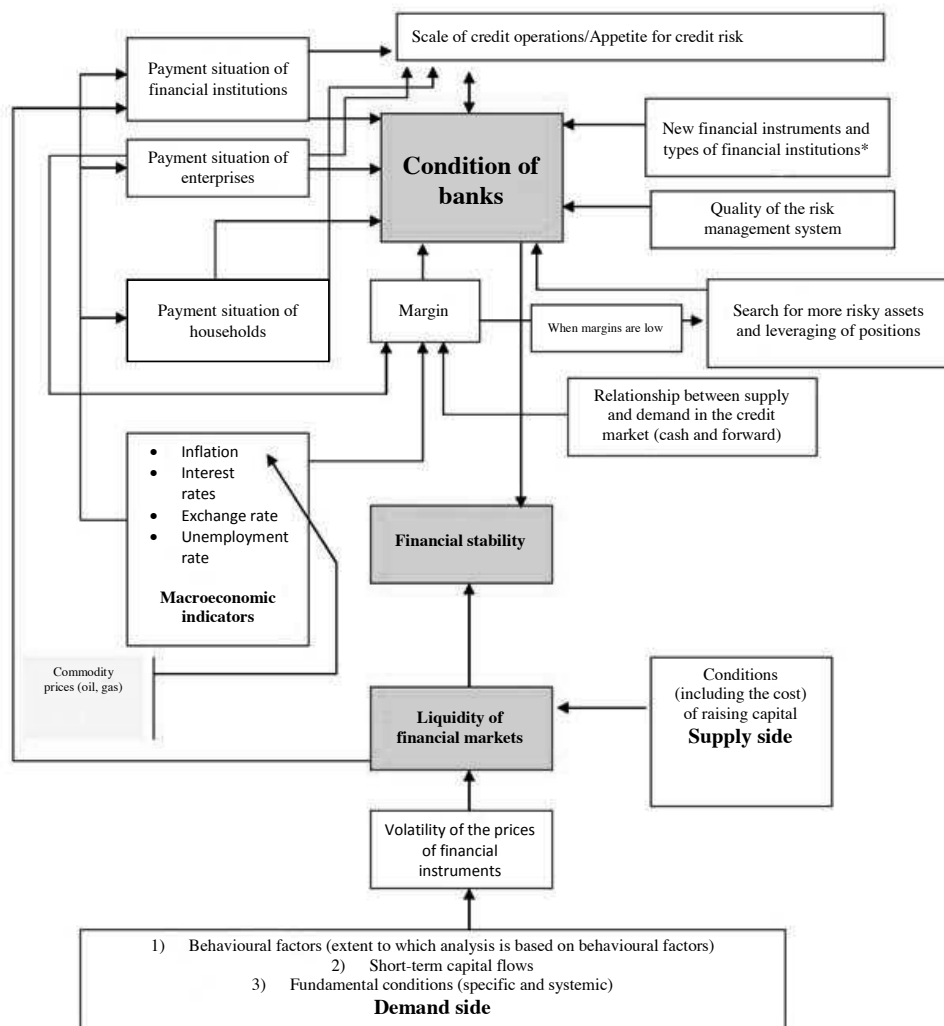 Scale of credit operations/Appetite for credit risk
Payment situation of
financial institutions
New financial instruments and
types of financial institutions*
Payment situation of
enterprises
Condition of
banks
Quality of the risk
management system
Payment situation of
households
Margin
When margins are low
Search for more risky assets
and leveraging of positions
Relationship between supply
and demand in the credit
market (cash and forward)
• Inflation
• Interest
rates
• Exchange rate
• Unemployment
rate
Macroeconomic
indicators
Financial stability
Commodity
prices (oil, gas)
Liquidity of
financial markets
Conditions
(including the cost)
of raising capital
Supply side
Volatility of the prices
of financial
instruments
1) Behavioural factors (extent to which analysis is based on behavioural factors)
2) Short-term capital flows
3) Fundamental conditions (specific and systemic)
Demand side